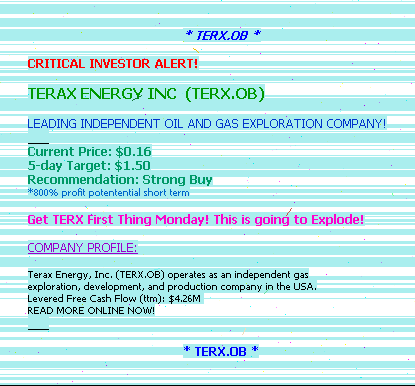 * TERX.OB *
CRITICAL INVESTOR ALERT!
TERAX ENERGY INC (TERX.OB)
LEADING INDEPENDENT OIL AND GAS EXPLORATION COMPANY!
Current Price: $0.16
5-day Target: $1.50
Recommendation: Strong Buy
*800% profit potentential short term
Get TERX First Thing Monday! This is going to Explode!
COMPANY PROFILE:
Terax Energy, Inc. (TERX.OB) operates as an independent gas
exploration, development, and production company in the USA.
Levered Free Cash Flow (ttm): $4.26M
READ MORE ONLINE NOW!
* TERX.OB *